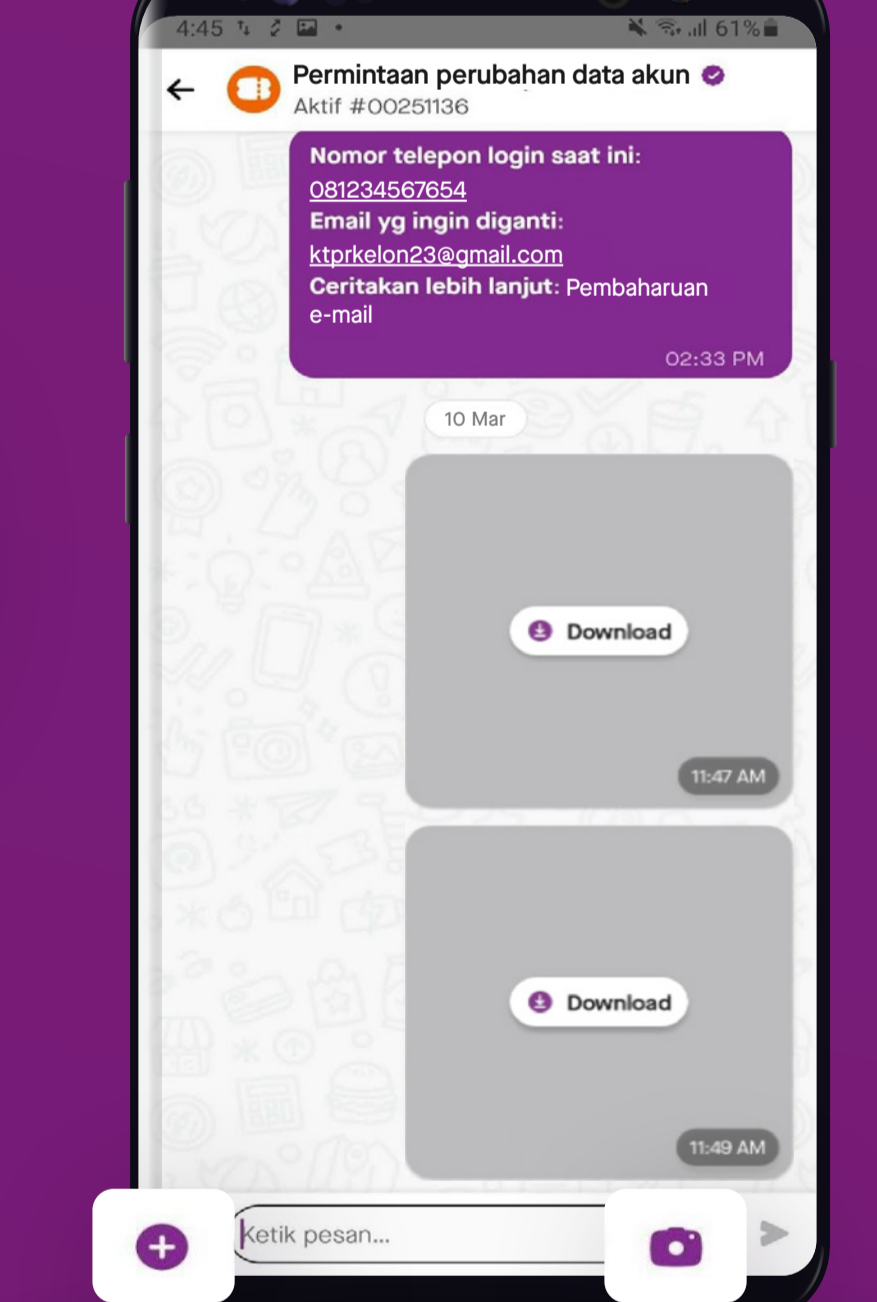 4:45
61%
Permintaan perubahan data akun
Aktif #00251136
Nomor telepon login saat ini:
081234567654
Email yg ingin diganti:
ktprkelon23@gmail.com
Ceritakan lebih lanjut: Pembaharuan
e-mail
02:33 PM
10 Mar
Download
11:47 AM
Download
11:49 AM
Ketik pesan...